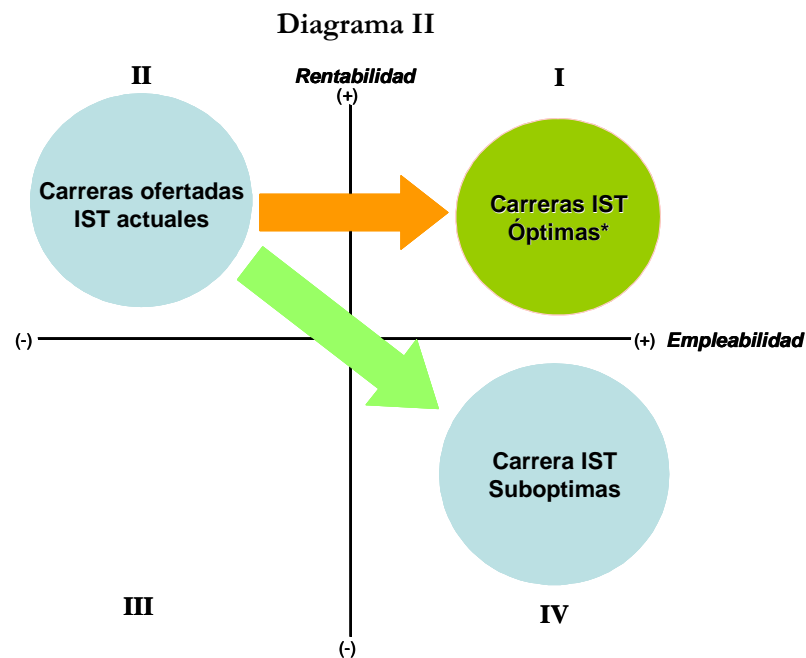 Diagrama II
II
Rentabilidad
(+)
I
Carreras ofertadas
IST actuales
Carreras IST
Óptimas*
(-)
(+) Empleabilidad
Carrera IST
Suboptimas
III
IV
(-)